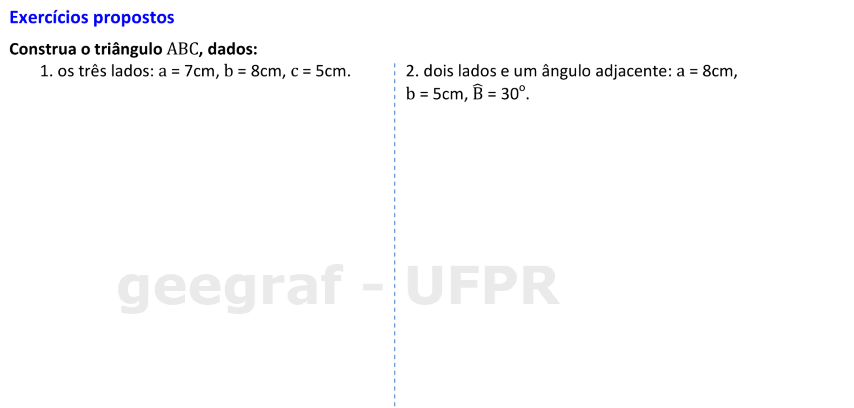 Exercícios propostos
Construa o triângulo ABC, dados:
1. os três lados: a = 7cm, b = 8cm, c = 5cm.
2. dois lados e um ângulo adjacente: a = 8cm,
b = 5cm, B̂ = 30°.
geegraf - UFPR